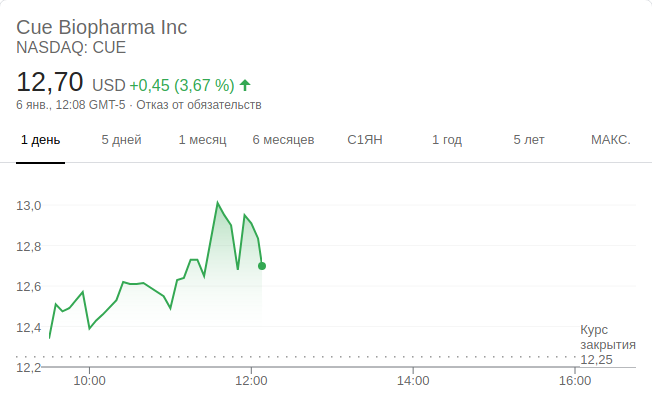 Cue Biopharma Inc
NASDAQ: CUE
12,70 USD +0,45 (3,67 %)
6 янв., 12:08 GMT-5 · Отказ от обязательств
1 день 5 дней 1 месяц 6 месяцев С1ЯН 1 год 5 лет МАКС.
13,0
12,8
12,6
12,4
12,2
Курс
закрытия
12,25
10:00 12:00 14:00 16:00